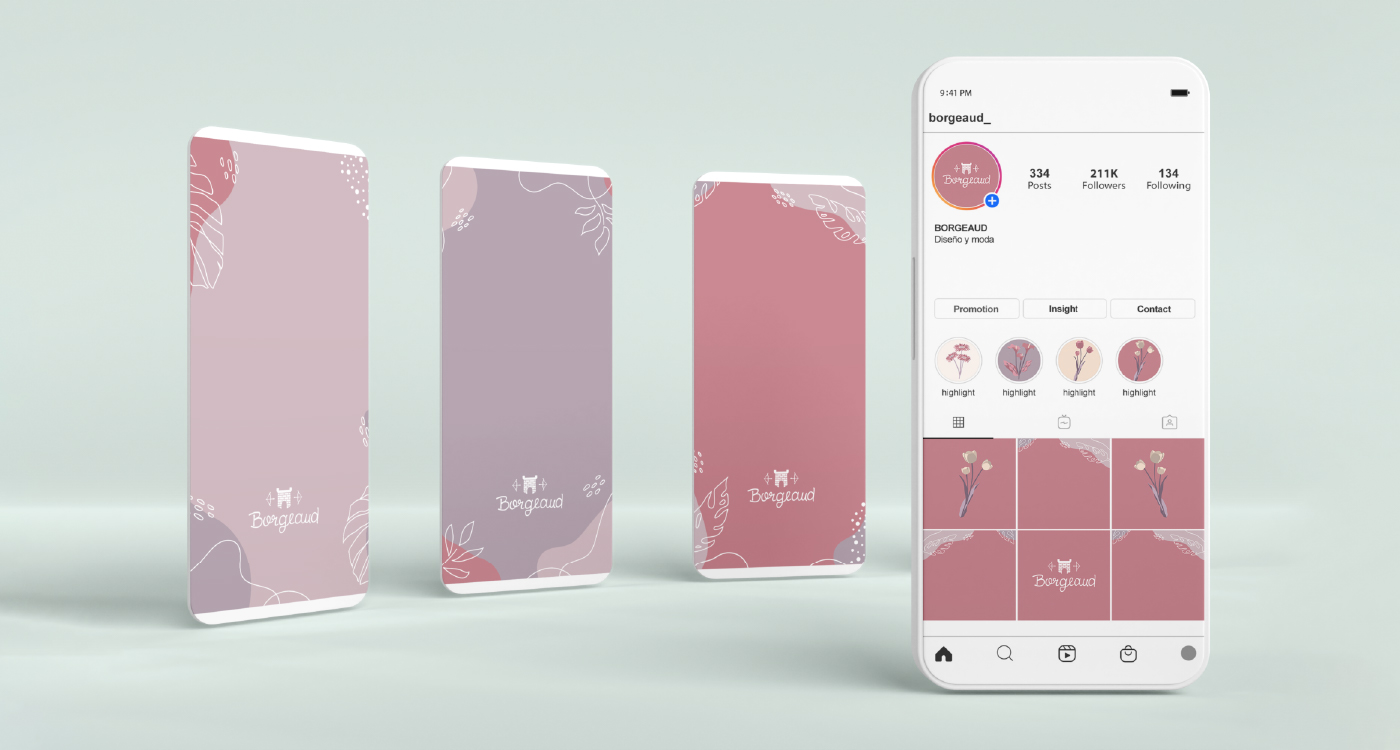 Borgeaud
Borgeaud
Borgeaud
9:41 PM
borgeaud_
Borgeaud
334 211K 134
Posts Followers Following
BORGEAUD
Diseño y moda
Promotion Insight Contact
highlight highlight highlight highlight
Borgeaud